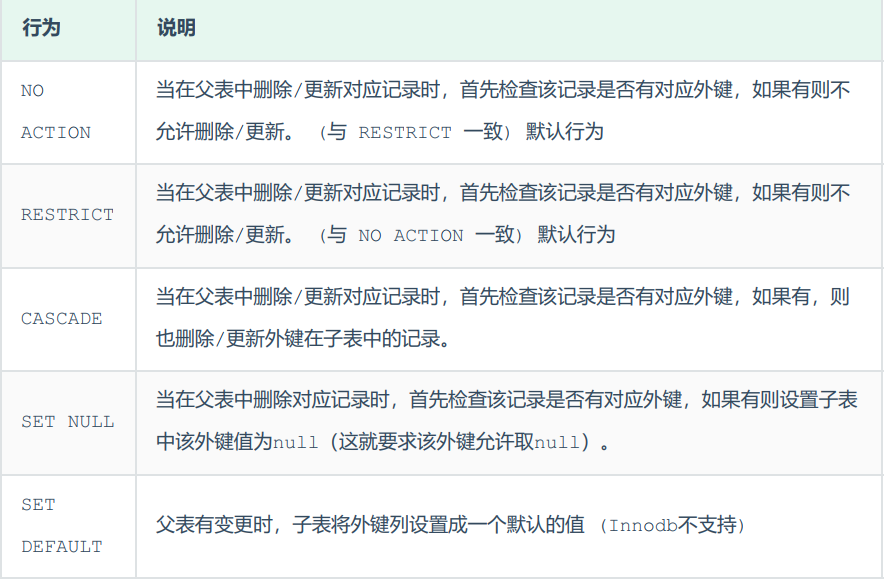 行为 说明
NO
ACTION
当在父表中删除/更新对应记录时，首先检查该记录是否有对应外键，如果有则不
允许删除/更新。 （与 RESTRICT 一致） 默认行为
RESTRICT
当在父表中删除/更新对应记录时，首先检查该记录是否有对应外键，如果有则不
允许删除/更新。 （与 NO ACTION 一致） 默认行为
CASCADE
当在父表中删除/更新对应记录时，首先检查该记录是否有对应外键，如果有，则
也删除/更新外键在子表中的记录。
SET NULL
当在父表中删除对应记录时，首先检查该记录是否有对应外键，如果有则设置子表
中该外键值为null（这就要求该外键允许取null）。
SET
DEFAULT
父表有变更时，子表将外键列设置成一个默认的值 （Innodb不支持）